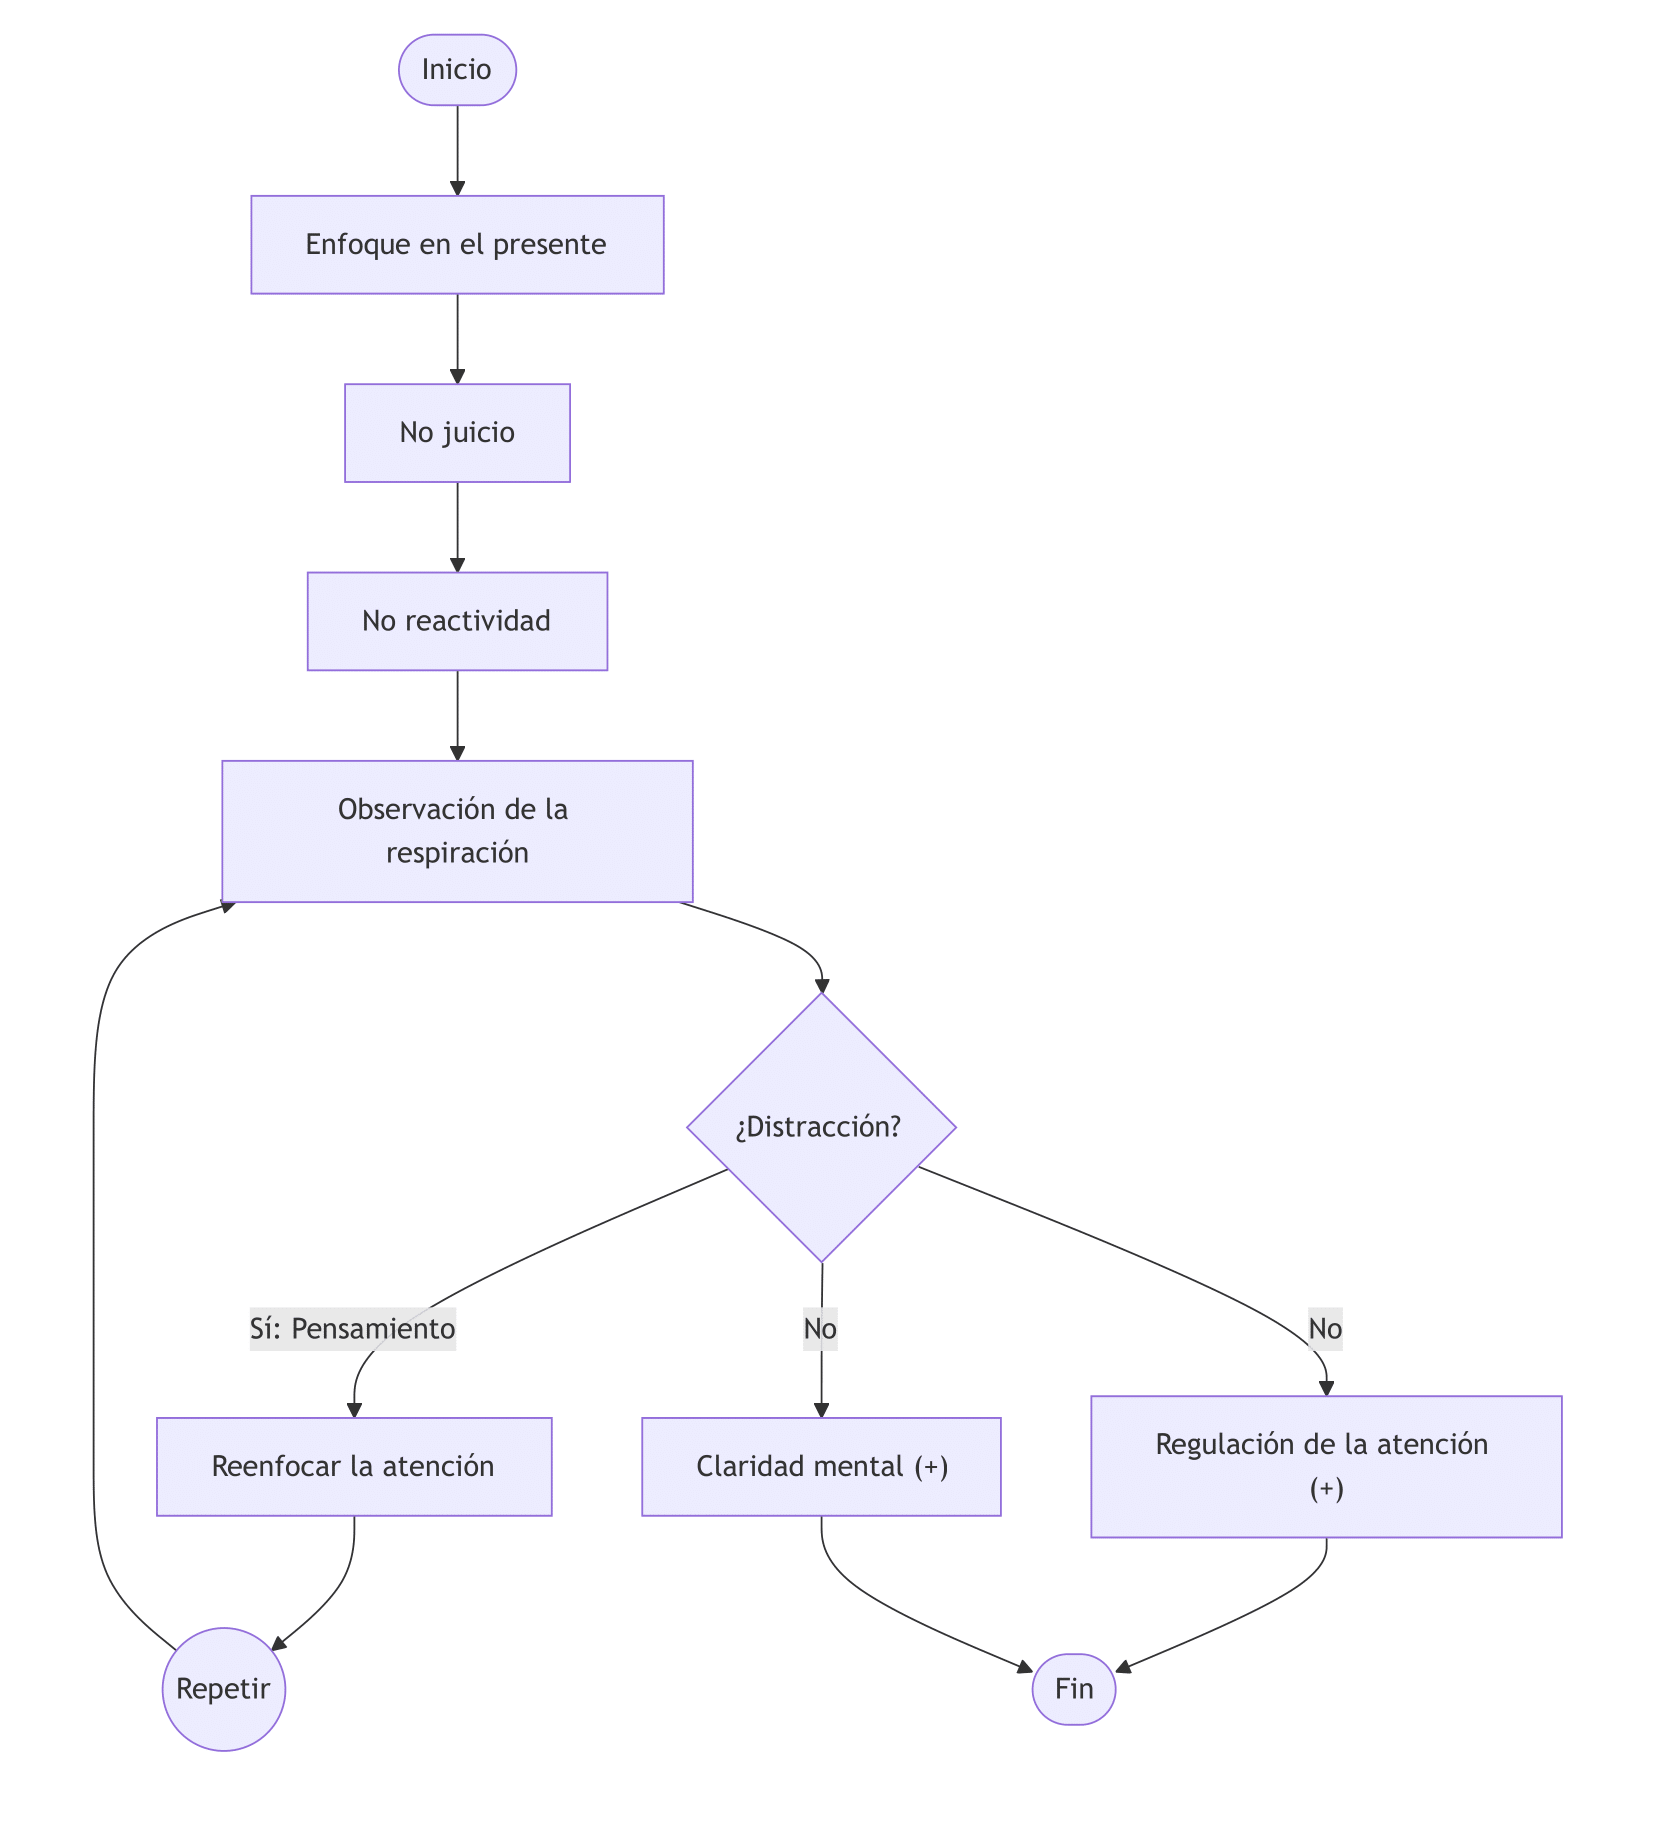 Inicio
Enfoque en el presente
No juicio
No reactividad
Observación de la
respiración
¿Distracción?
Sí: Pensamiento
No
No
Reenfocar la atención
Claridad mental (+)
Regulación de la atención
(+)
Repetir
Fin